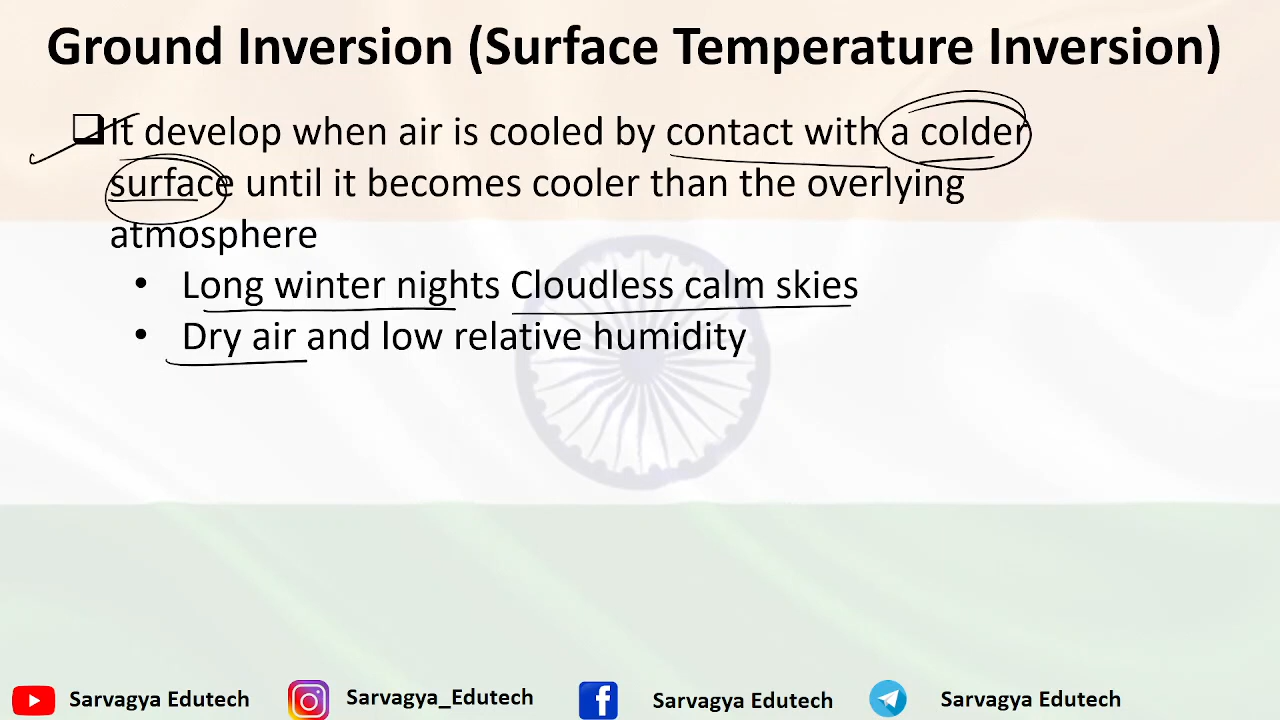 Ground Inversion (Surface Temperature Inversion)
It develop when air is cooled by contact with a colder
surface until it becomes cooler than the overlying
atmosphere
• Long winter nights Cloudless calm skies
• Dry air and low relative humidity
Sarvagya Edutech Sarvagya_Edutech Sarvagya Edutech Sarvagya Edutech